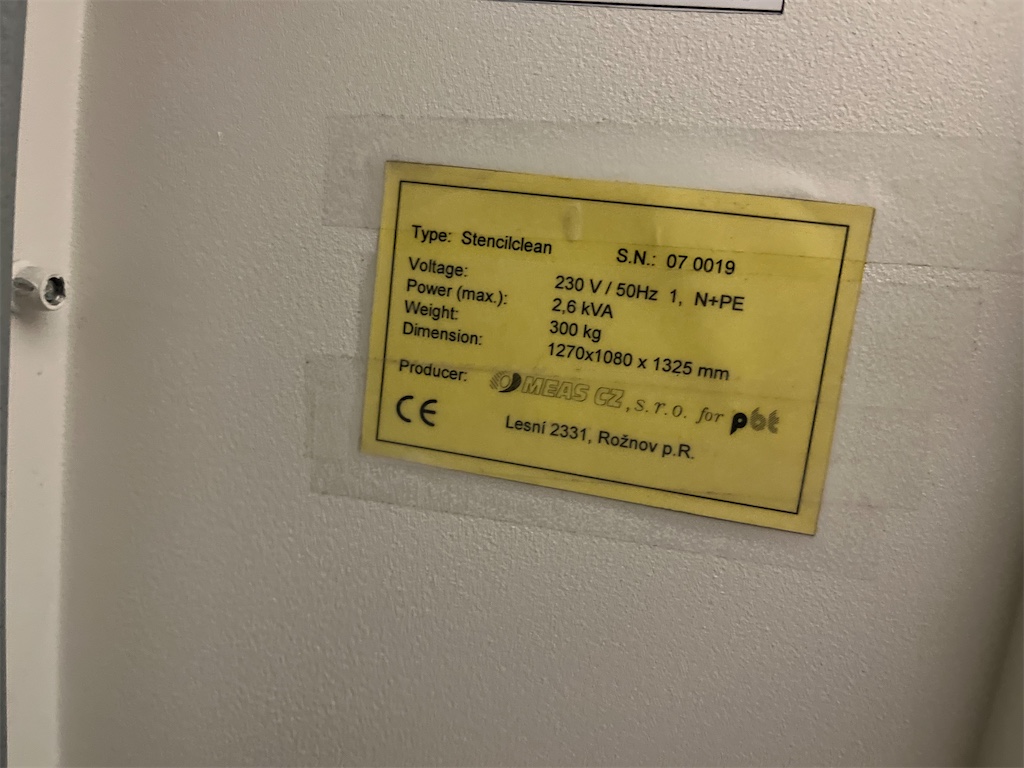 Type: Stencilclean S.N.: 07 0019
Voltage: 230 V / 50Hz 1, N+PE
Power (max.): 2,6 kVA
Weight: 300 kg
Dimension: 1270x1080 x 1325 mm
Producer: MEAS CZ, s.r.o. for pbt
CE Lesní 2331, Rožnov p.R.